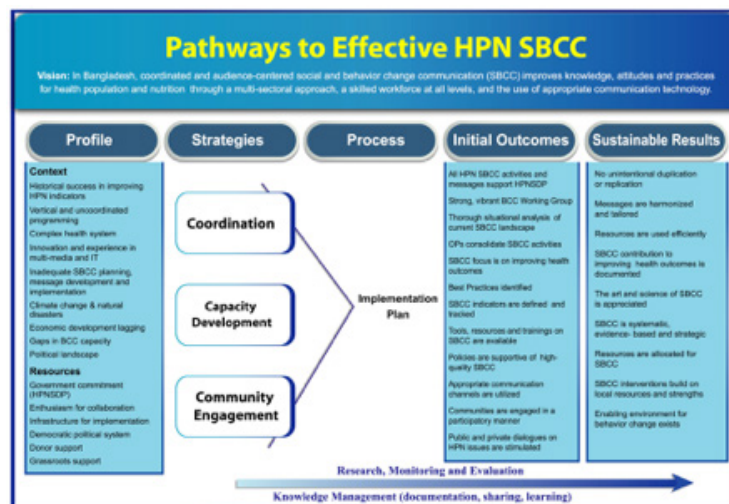 Pathways to Effective HPN SBCC
Vision: In Bangladesh, coordinated and audience-centered social and behavior change communication (SBCC) improves knowledge, attitudes and practices
for health population and nutrition through a multi-sectoral approach, a skilled workforce at all levels, and the use of appropriate communication technology.
Profile
Strategies
Process
Initial Outcomes
Sustainable Results
Context
Historical success in improving
HPN indicators
Vertical and uncoordinated
programming
Complex health system
Innovation and experience in
multi-media and IT
Inadequate SBCC planning,
message development and
implementation
Climate change & natural
disasters
Economic development lagging
Gaps in BCC capacity
Political landscape
Resources
Government commitment
(HPNSDP)
Enthusiasm for collaboration
Infrastructure for implementation
Democratic political system
Donor support
Grassroots support
Coordination
Capacity
Development
Community
Engagement
Implementation
Plan
All HPN SBCC activities and
messages support HPNSDP
Strong, vibrant BCC Working Group
Thorough situational analysis of
current SBCC landscape
OPs consolidate SBCC activities
SBCC focus on improving health
outcomes
Best Practices identified
SBCC indicators are defined and
tracked
Tools, resources and trainings on
SBCC are available
Policies are supportive of high-
quality SBCC
Appropriate communication
channels are utilized
Communities are engaged in a
participatory manner
Public and private dialogues on
HPN issues are stimulated
No unintentional duplication
or replication
Messages are harmonized
and tailored
Resources are used efficiently
SBCC contribution to
improving health outcomes is
documented
The art and science of SBCC
is appreciated
SBCC is systematic,
evidence- based and strategic
Resources are allocated for
SBCC
SBCC interventions build on
local resources and strengths
Enabling environment for
behavior change exists
Research, Monitoring and Evaluation
Knowledge Management (documentation, sharing, learning)